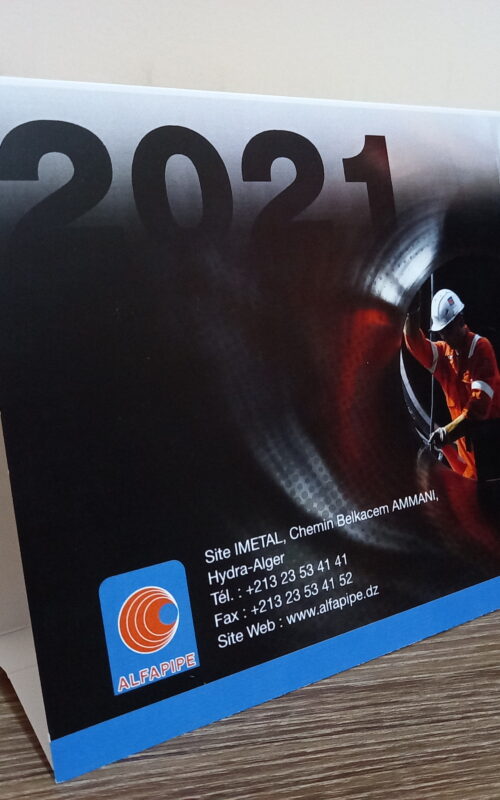 2021
Site IMETAL, Chemin Belkacem AMMANI,
Hydra-Alger
Tél. : +213 23 53 41 41
Fax : +213 23 53 41 52
Site Web : www.alfapipe.dz
ALFAPIPE